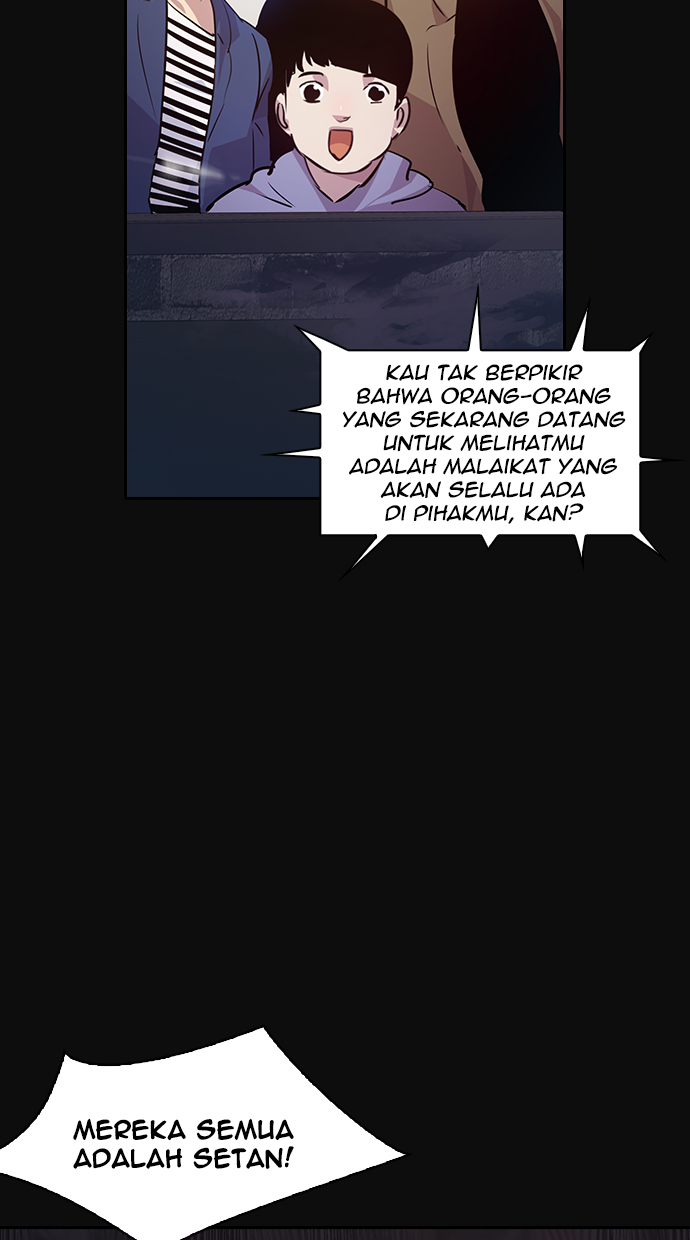 KAU TAK BERPIKIR
BAHWA ORANG-ORANG
YANG SEKARANG DATANG
UNTUK MELIHATMU
ADALAH MALAIKAT YANG
AKAN SELALU ADA
DI PIHAKMU, KAN?
MEREKA SEMUA
ADALAH SETAN!